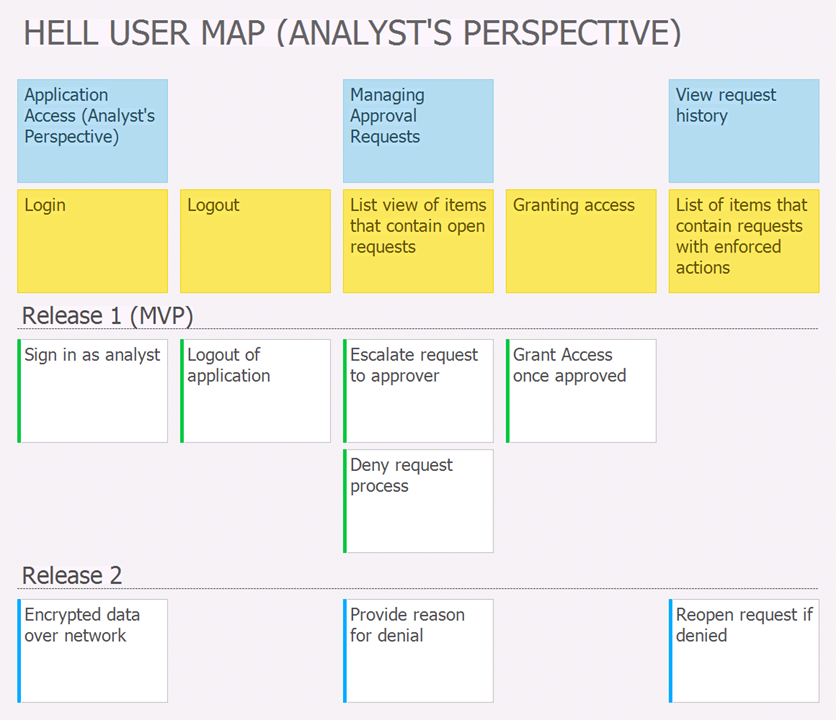 HELL USER MAP (ANALYST'S PERSPECTIVE)
Application
Access (Analyst's
Perspective)
Managing
Approval
Requests
View request
history
Login
Logout
List view of items
that contain open
requests
Granting access
List of items that
contain requests
with enforced
actions
Release 1 (MVP)
Sign in as analyst
Logout of
application
Escalate request
to approver
Grant Access
once approved
Deny request
process
Release 2
Encrypted data
over network
Provide reason
for denial
Reopen request if
denied